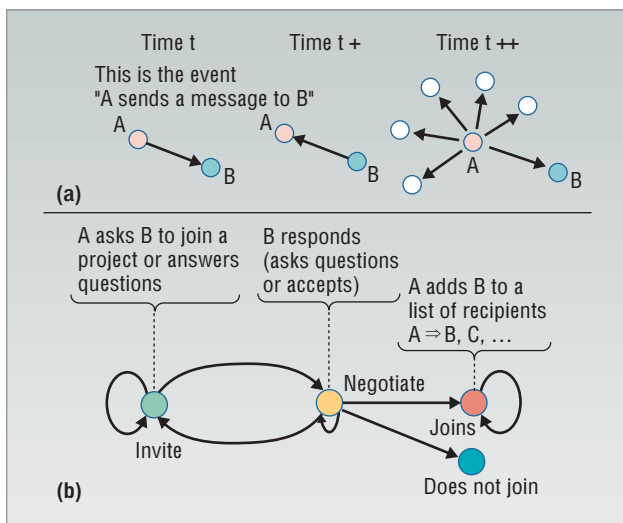 Time t
Time t +
Time t ++
This is the event
"A sends a message to B"
A
B
A
B
A
B
(a)
A asks B to join a
project or answers
questions
B responds
(asks questions
or accepts)
A adds B to a
list of recipients
A ⇒ B, C, …
Negotiate
Invite
Joins
Does not join
(b)